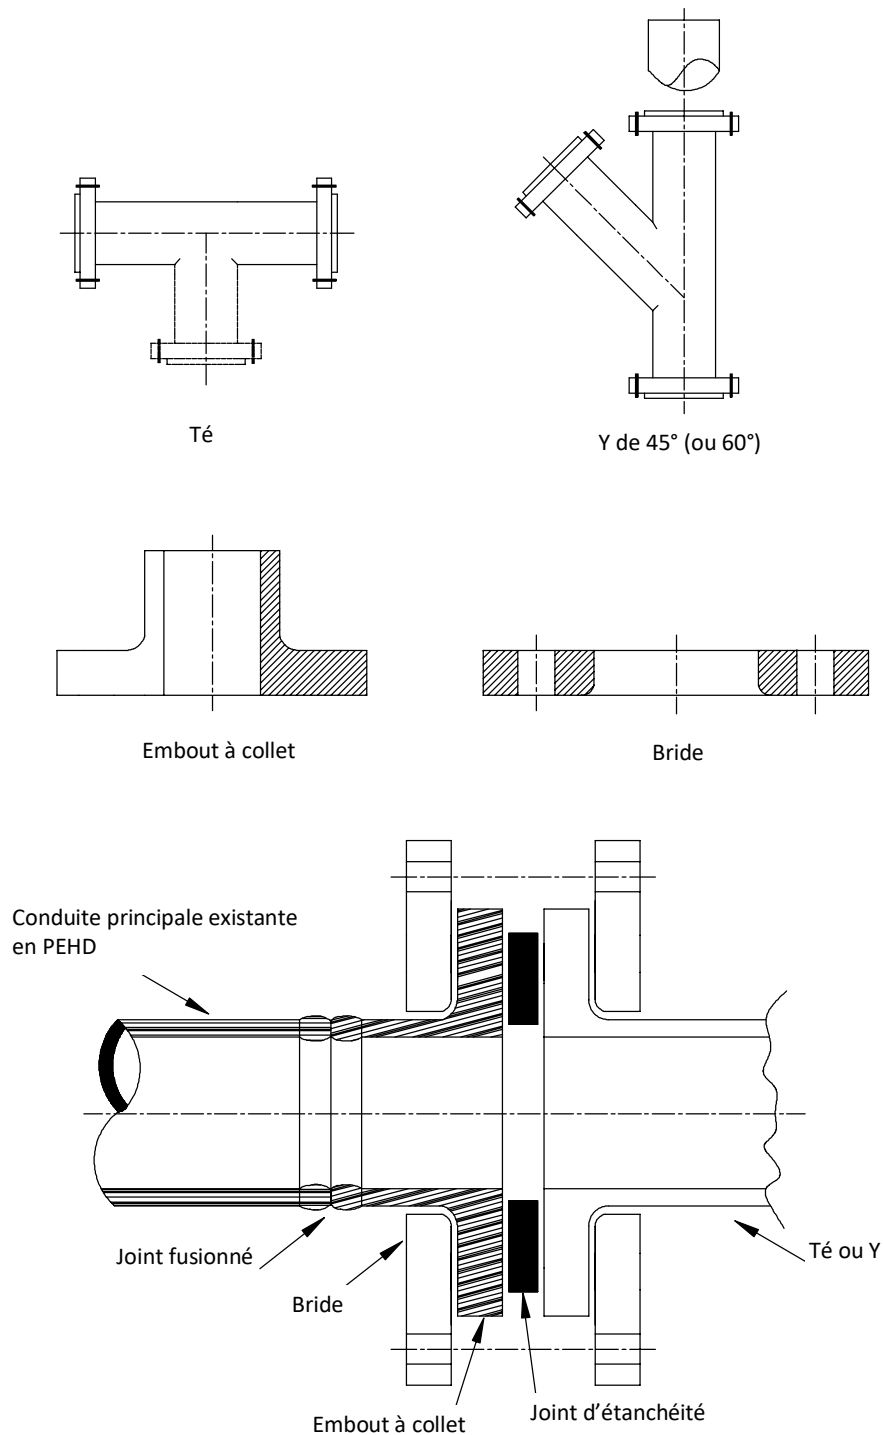 Té
Y de 45° (ou 60°)
Embout à collet
Bride
Conduite principale existante
en PEHD
Joint fusionné
Té ou Y
Bride
Embout à collet
Joint d’étanchéité